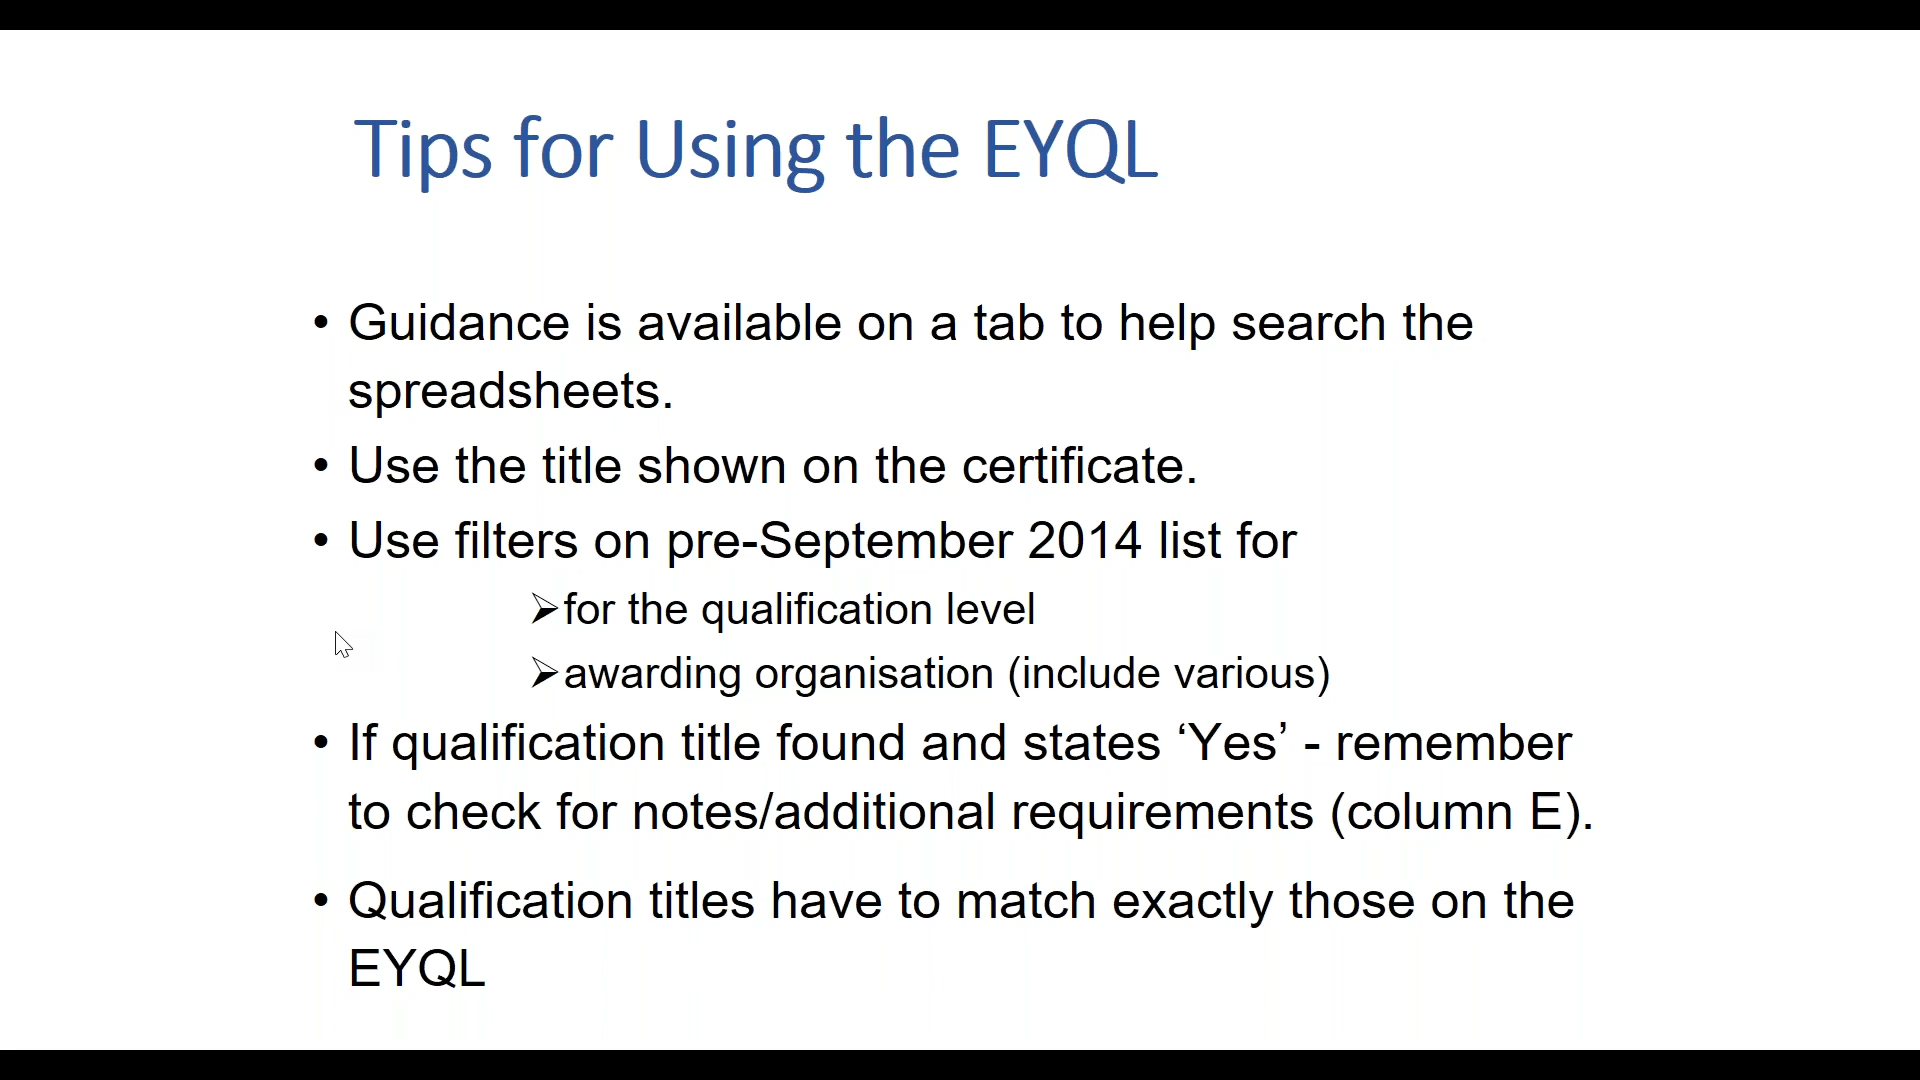 Tips for Using the EYQL
• Guidance is available on a tab to help search the
spreadsheets.
• Use the title shown on the certificate.
• Use filters on pre-September 2014 list for
➢for the qualification level
➢awarding organisation (include various)
• If qualification title found and states ‘Yes’ - remember
to check for notes/additional requirements (column E).
• Qualification titles have to match exactly those on the
EYQL